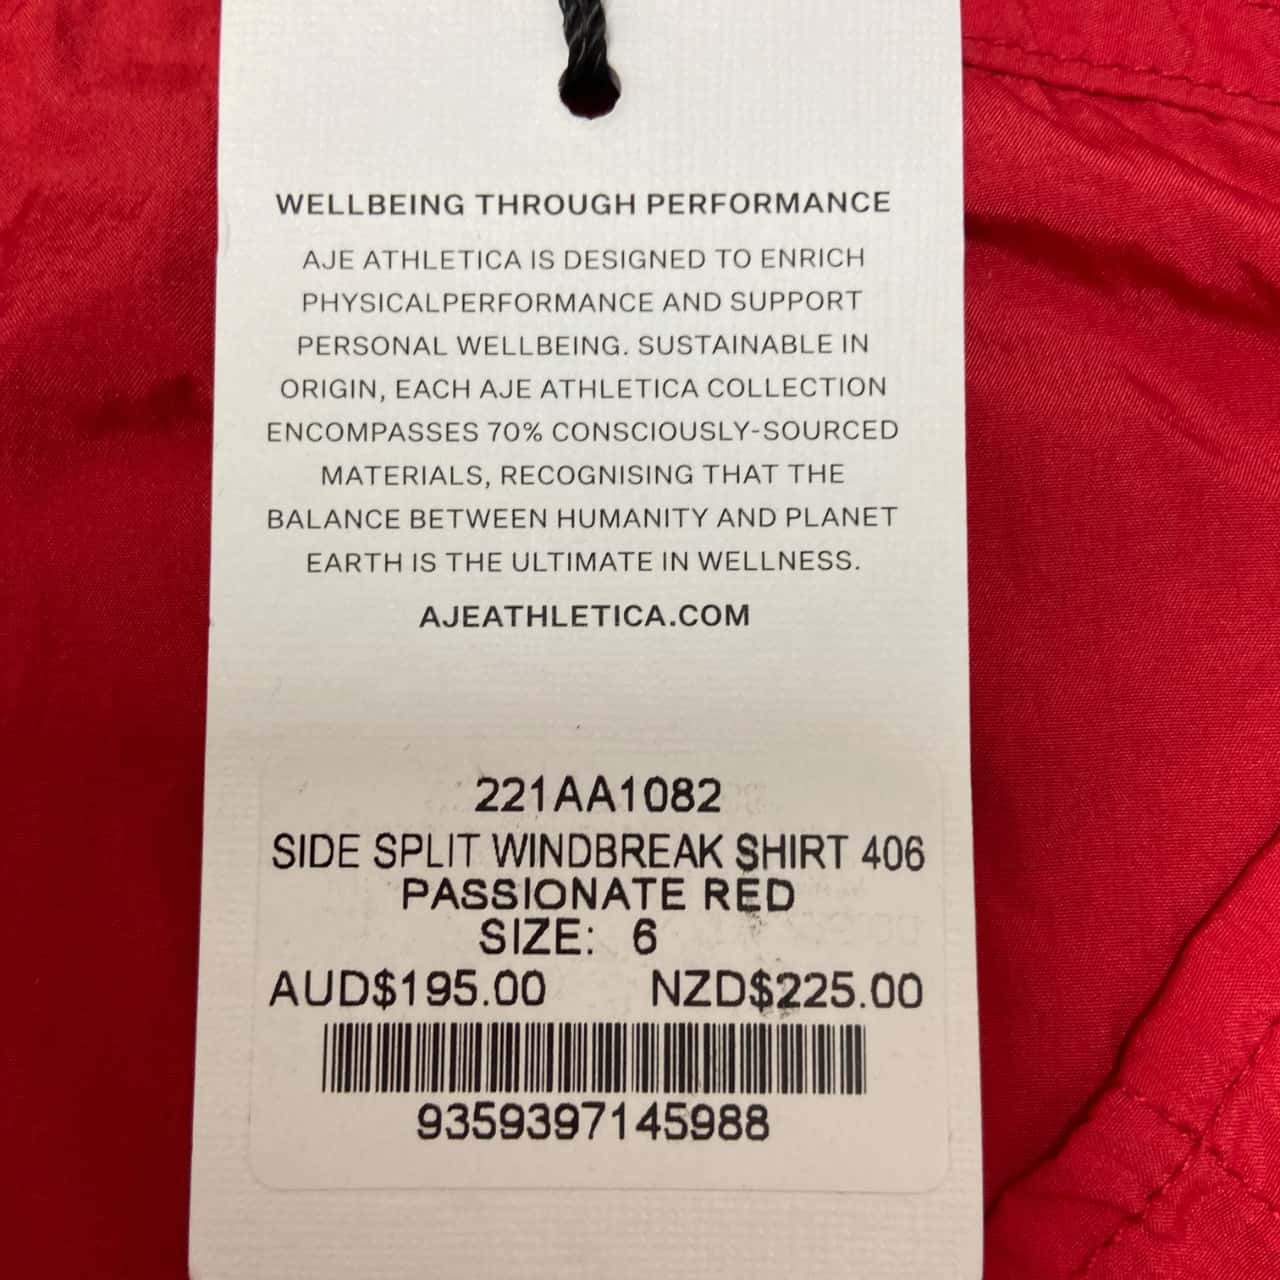 WELLBEING THROUGH PERFORMANCE
AJE ATHLETICA IS DESIGNED TO ENRICH
PHYSICALPERFORMANCE AND SUPPORT
PERSONAL WELLBEING. SUSTAINABLE IN
ORIGIN, EACH AJE ATHLETICA COLLECTION
ENCOMPASSES 70% CONSCIOUSLY-SOURCED
MATERIALS, RECOGNISING THAT THE
BALANCE BETWEEN HUMANITY AND PLANET
EARTH IS THE ULTIMATE IN WELLNESS.
AJEATHLETICA.COM
221AA1082
SIDE SPLIT WINDBREAK SHIRT 406
PASSIONATE RED
SIZE: 6
AUD$195.00 NZD$225.00
9359397145988